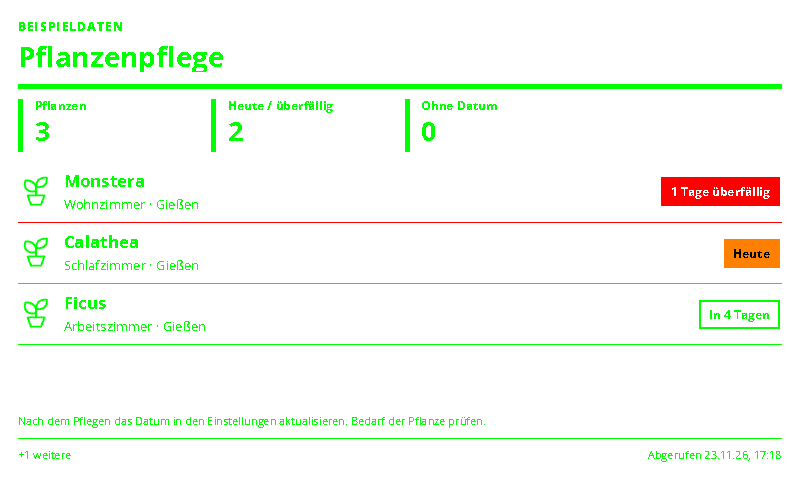 BEISPIELDATEN
Pflanzenpflege
Pflanzen
3
Heute / überfällig
2
Ohne Datum
0
Monstera
Wohnzimmer · Gießen
1 Tage überfällig
Calathea
Schlafzimmer · Gießen
Heute
Ficus
Arbeitszimmer · Gießen
In 4 Tagen
Nach dem Pflegen das Datum in den Einstellungen aktualisieren; Bedarf der Pflanze prüfen.
+1 weitere
Abgerufen 23.11.26, 17:18